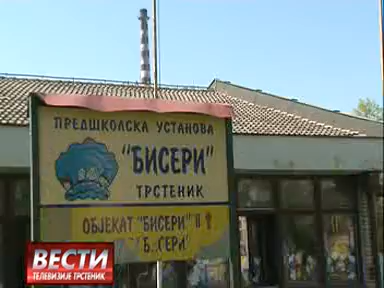 ПРЕДШКОЛСКА УСТАНОВА
"БИСЕРИ"
ТРСТЕНИК
ОБЈЕКАТ "БИСЕРИ" II
ВЕСТИ
ТЕЛЕВИЗИЈЕ ТРСТЕНИК